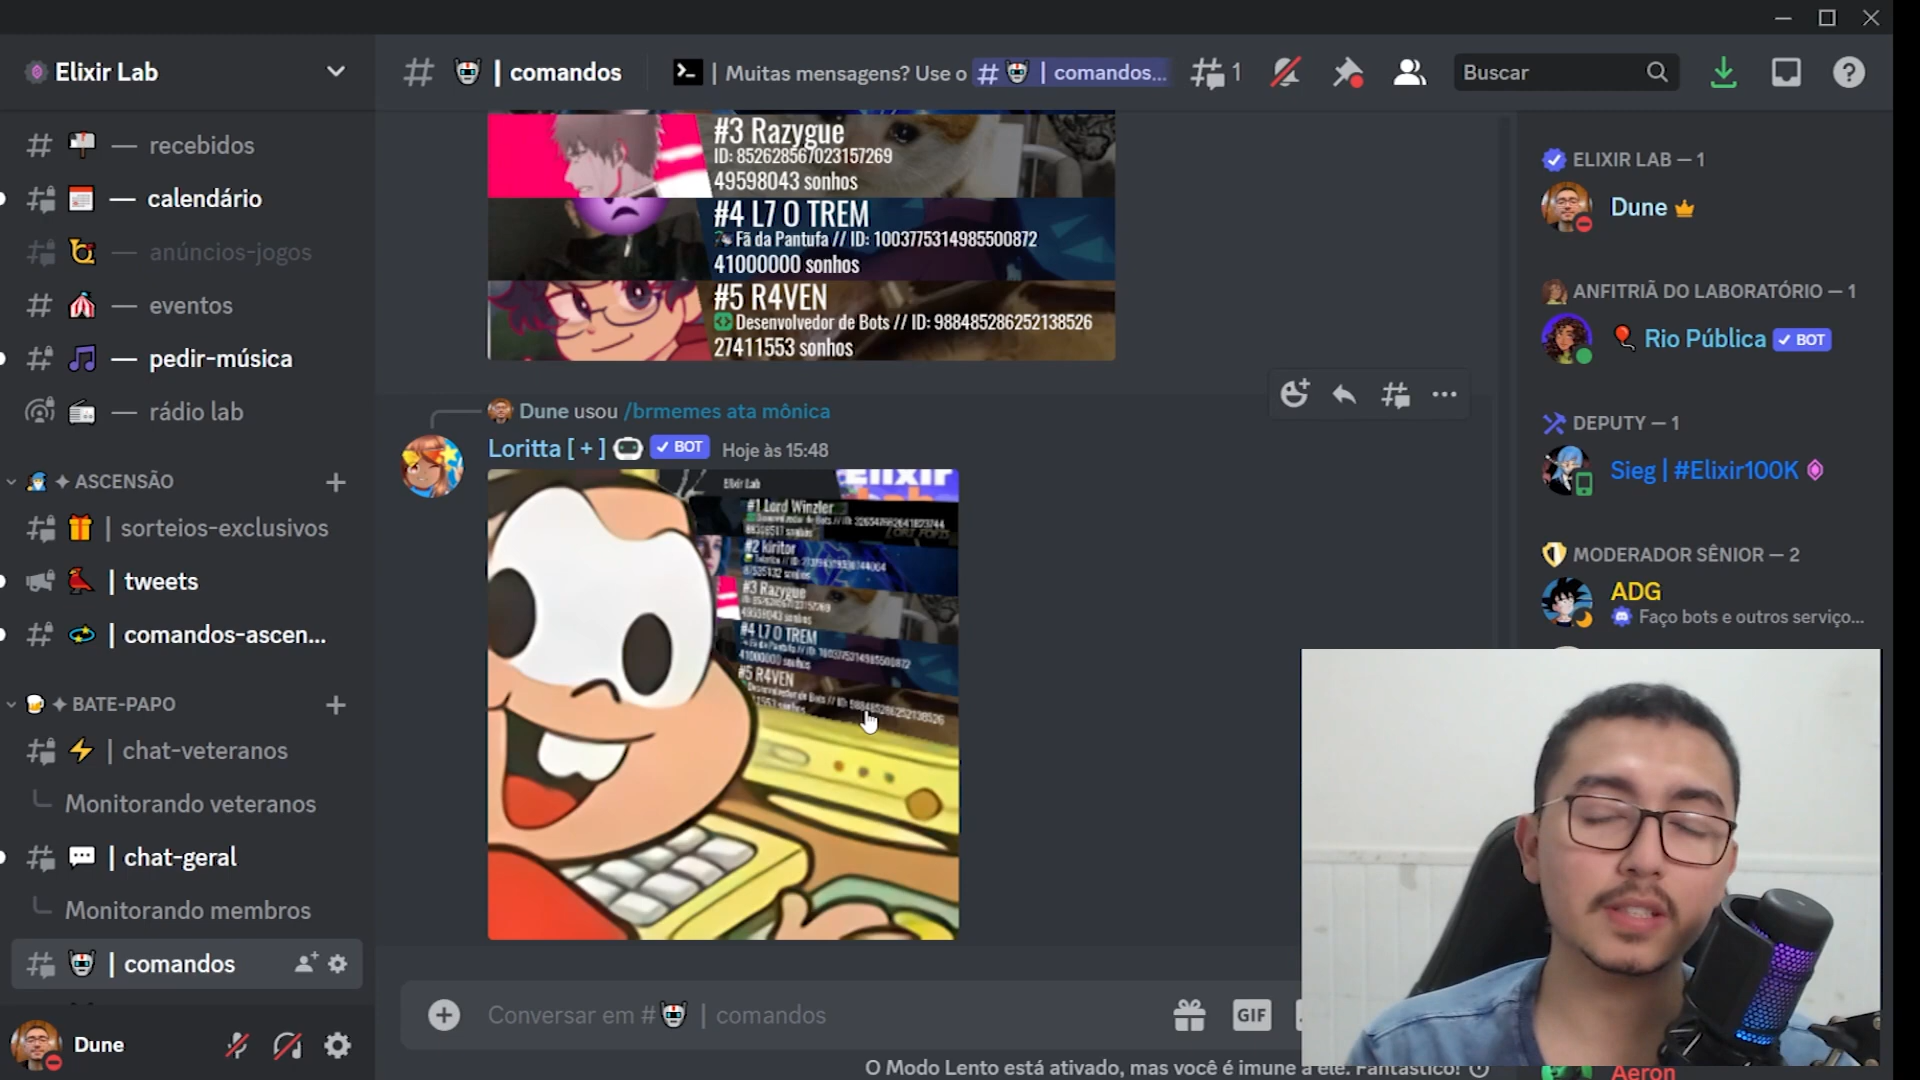 Elixir Lab
— recebidos
— calendário
— anúncios-jogos
— eventos
— pedir-música
— rádio lab
✦ ASCENSÃO
| sorteios-exclusivos
| tweets
| comandos-ascen...
✦ BATE-PAPO
| chat-veteranos
Monitorando veteranos
| chat-geral
Monitorando membros
| comandos
Dune
| comandos
| Muitas mensagens? Use o # | comandos...
1
Buscar
#3 Razygue
ID: 852628567023157269
49598043 sonhos
#4 L7 O TREM
Fã da Pantufa // ID: 1003775314985500872
41000000 sonhos
#5 R4VEN
Desenvolvedor de Bots // ID: 988485286252138526
27411553 sonhos
Dune usou /brmemes ata mônica
Loritta [ + ] ✓ BOT Hoje às 15:48
Elixir Lab
#1 Lord Winzler
#2 kiritor
#3 Razygue
#4 L7 O TREM
#5 R4VEN
Conversar em # | comandos
GIF
O Modo Lento está ativado, mas você é imune a ele. Fantástico!
ELIXIR LAB — 1
Dune
ANFITRIÃ DO LABORATÓRIO — 1
Rio Pública ✓ BOT
DEPUTY — 1
Sieg | #Elixir100K
MODERADOR SÊNIOR — 2
ADG
Faço bots e outros serviço...
Aeron